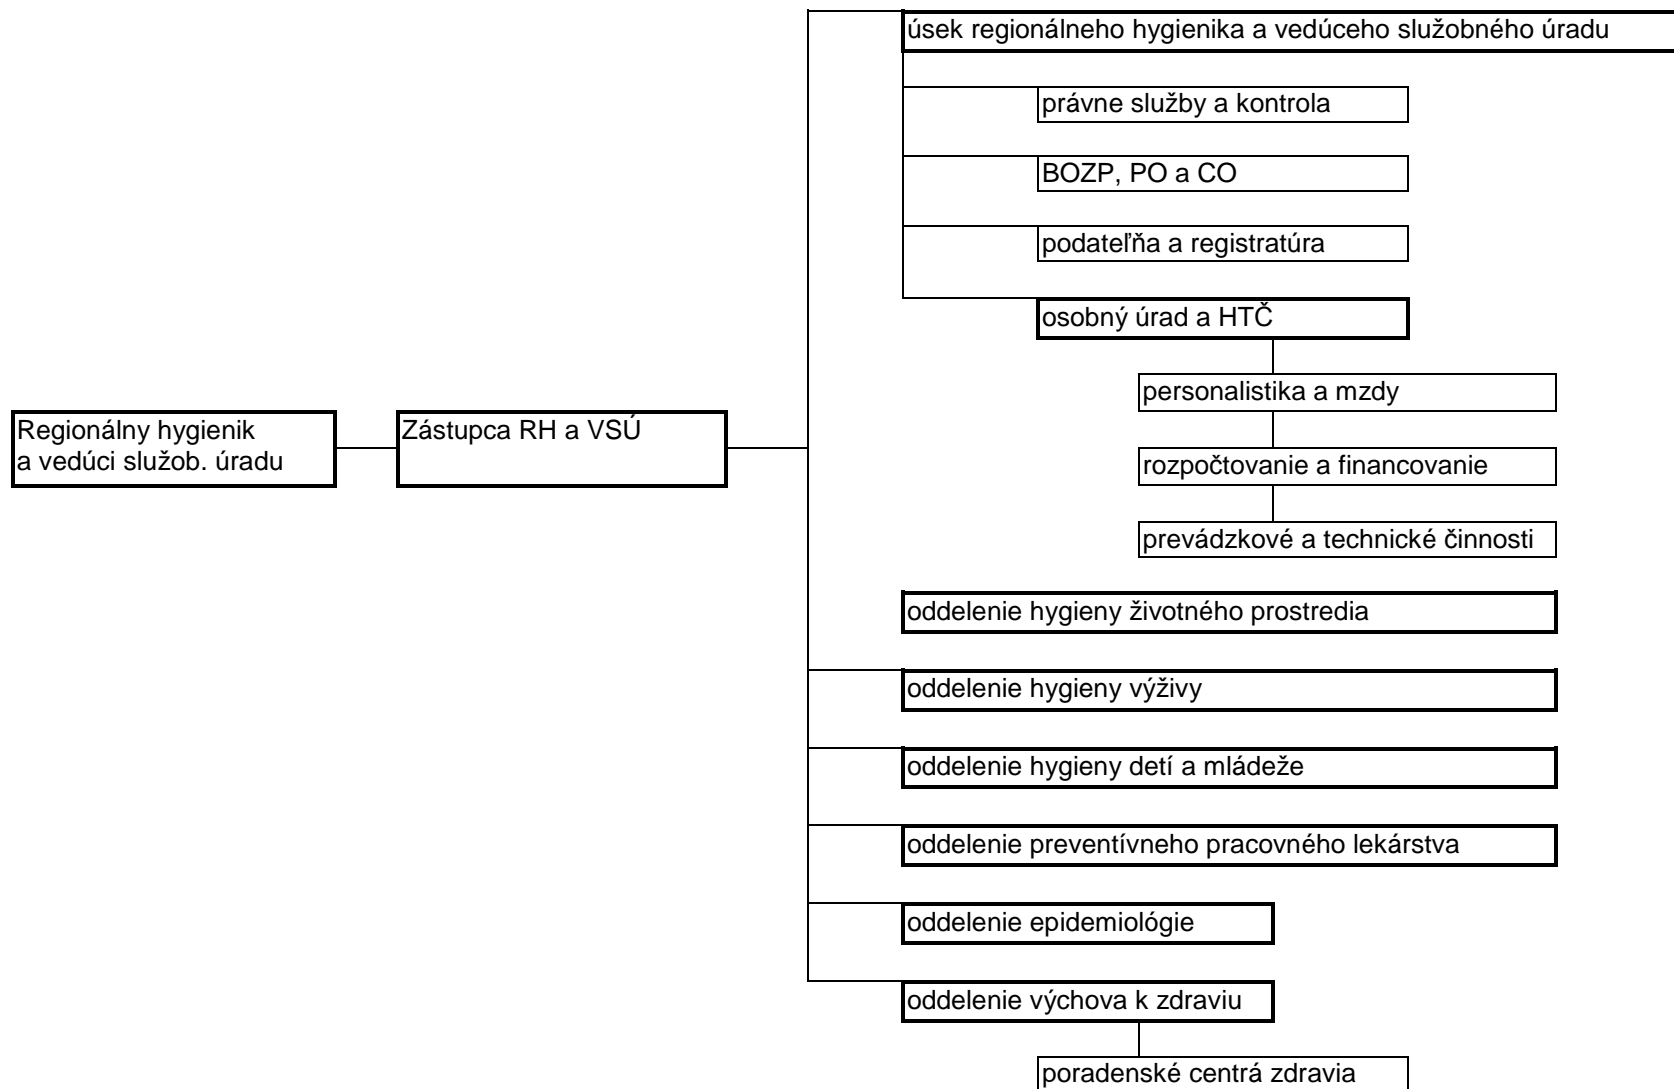 úsek regionálneho hygienika a vedúceho služobného úradu
právne služby a kontrola
BOZP, PO a CO
podateľňa a registratúra
osobný úrad a HTČ
personalistika a mzdy
Regionálny hygienik
a vedúci služob. úradu
Zástupca RH a VSÚ
rozpočtovanie a financovanie
prevádzkové a technické činnosti
oddelenie hygieny životného prostredia
oddelenie hygieny výživy
oddelenie hygieny detí a mládeže
oddelenie preventívneho pracovného lekárstva
oddelenie epidemiológie
oddelenie výchova k zdraviu
poradenské centrá zdravia